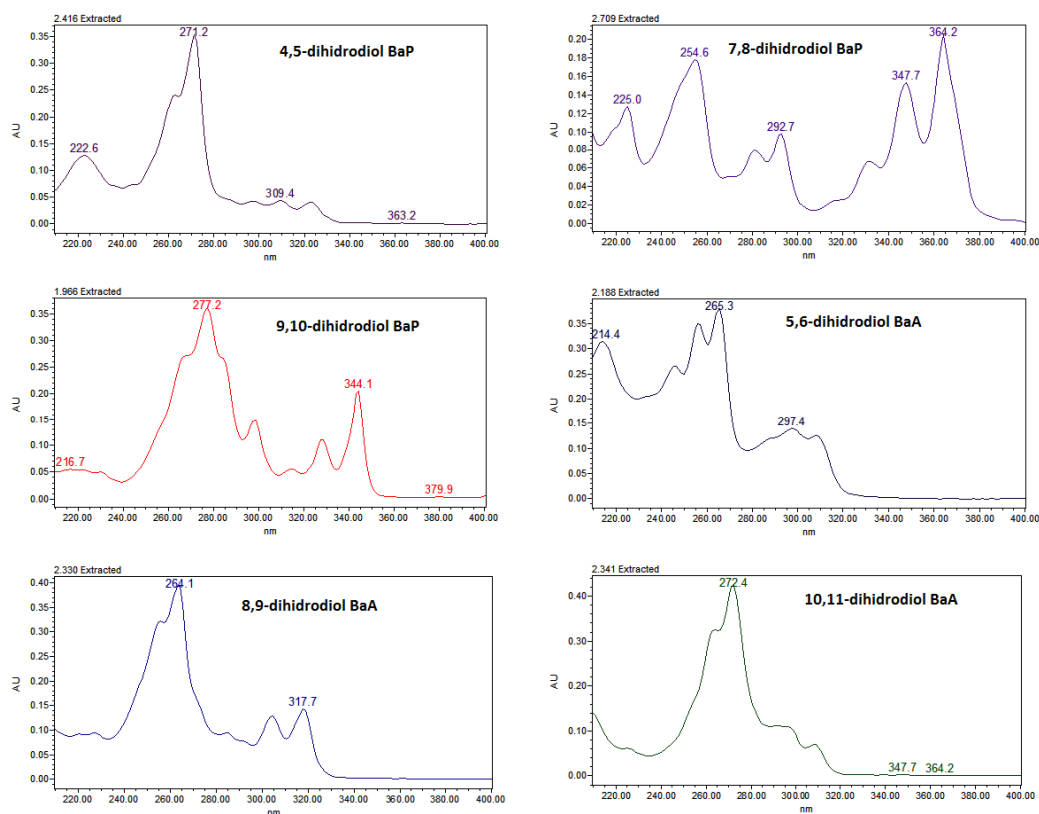 2.416 Extracted
4,5-dihidrodiol BaP
271.2
222.6
309.4
363.2
AU
0.35
0.30
0.25
0.20
0.15
0.10
0.05
0.00
220.00 240.00 260.00 280.00 300.00 320.00 340.00 360.00 380.00 400.00
nm
2.709 Extracted
7,8-dihidrodiol BaP
364.2
254.6
347.7
225.0
292.7
AU
0.20
0.18
0.16
0.14
0.12
0.10
0.08
0.06
0.04
0.02
0.00
220.00 240.00 260.00 280.00 300.00 320.00 340.00 360.00 380.00 400.00
nm
1.966 Extracted
277.2
9,10-dihidrodiol BaP
344.1
216.7
379.9
AU
0.35
0.30
0.25
0.20
0.15
0.10
0.05
0.00
220.00 240.00 260.00 280.00 300.00 320.00 340.00 360.00 380.00 400.00
nm
2.188 Extracted
265.3
5,6-dihidrodiol BaA
214.4
297.4
AU
0.35
0.30
0.25
0.20
0.15
0.10
0.05
0.00
220.00 240.00 260.00 280.00 300.00 320.00 340.00 360.00 380.00 400.00
nm
2.330 Extracted
264.1
8,9-dihidrodiol BaA
317.7
AU
0.40
0.35
0.30
0.25
0.20
0.15
0.10
0.05
0.00
220.00 240.00 260.00 280.00 300.00 320.00 340.00 360.00 380.00 400.00
nm
2.341 Extracted
272.4
10,11-dihidrodiol BaA
347.7 364.2
AU
0.40
0.30
0.20
0.10
0.00
220.00 240.00 260.00 280.00 300.00 320.00 340.00 360.00 380.00 400.00
nm